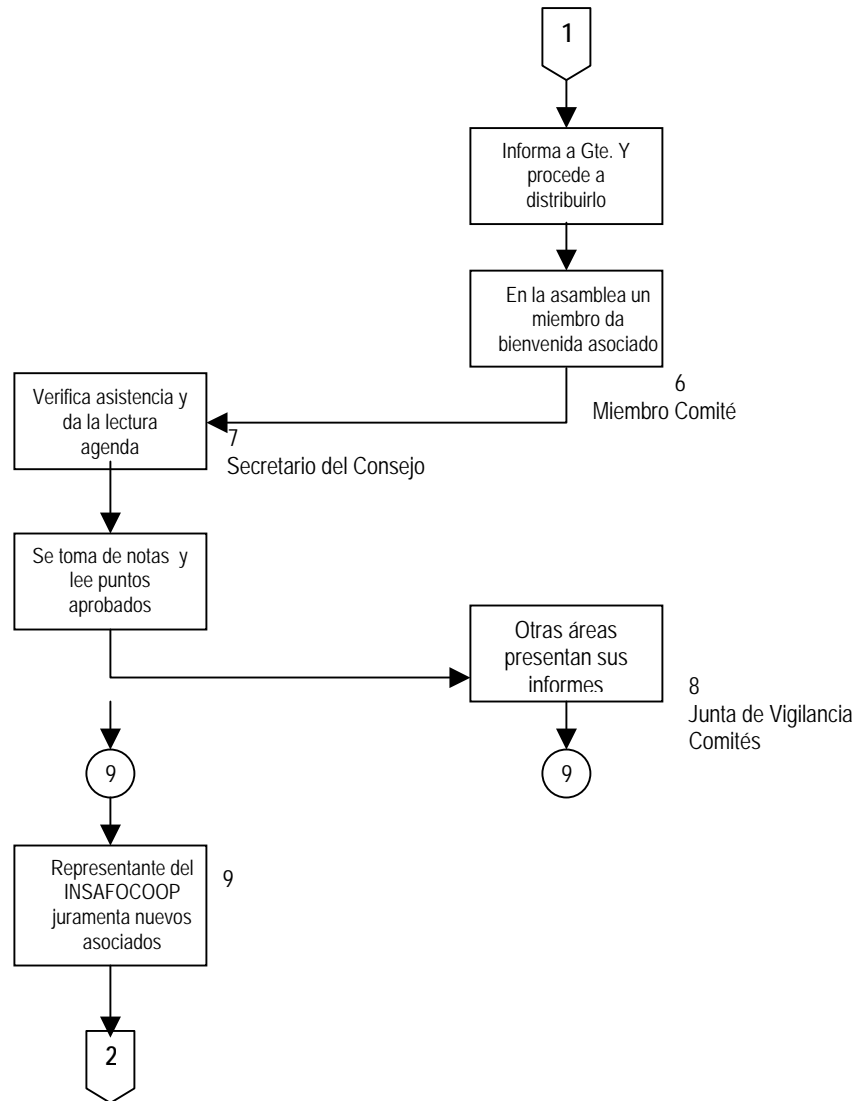 1
Informa a Gte. Y
procede a
distribuirlo
En la asamblea un
miembro da
bienvenida asociado
6
Miembro Comité
Verifica asistencia y
da la lectura
agenda
7
Secretario del Consejo
Se toma de notas y
lee puntos
aprobados
Otras áreas
presentan sus
informes
8
Junta de Vigilancia
Comités
9
9
Representante del
INSAFOCOOP
juramenta nuevos
asociados
9
2